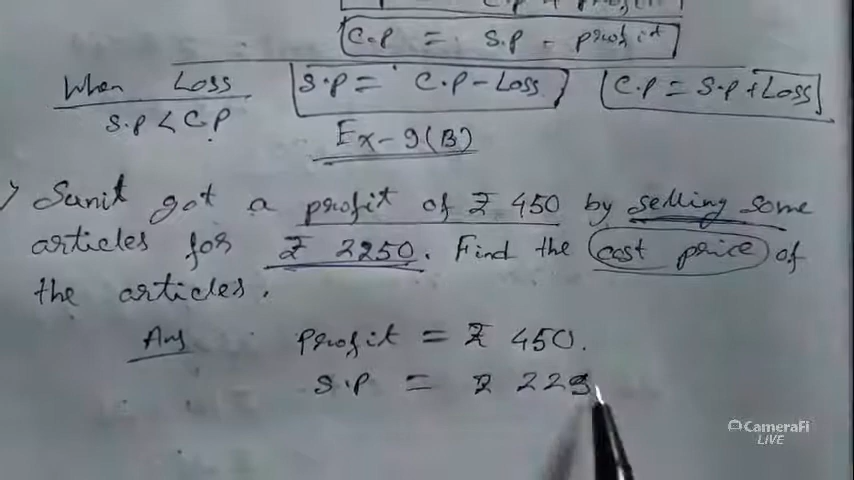 C.P = S.P - profit
When Loss S.P = C.P - Loss C.P = S.P + Loss
S.P < C.P
Ex-9(B)
Sunit got a profit of ₹ 450 by selling some
articles for ₹ 2250. Find the cost price of
the articles.
Ans profit = ₹ 450.
S.P = ₹ 225
CameraFi
LIVE